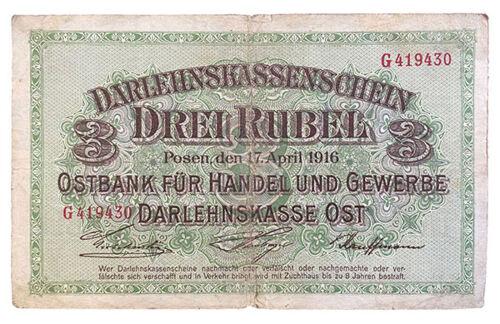 G419430
DARLEHNSKASSENSCHEIN
3 DREI RUBEL 3
Posen, den 17. April 1916
OSTBANK FÜR HANDEL UND GEWERBE
G419430 DARLEHNSKASSE OST
Wer Darlehnskassenscheine nachmacht oder verfälscht oder nachgemachte oder ver-
fälschte sich verschafft und in Verkehr bringt, wird mit Zuchthaus bis zu 8 Jahren bestraft.